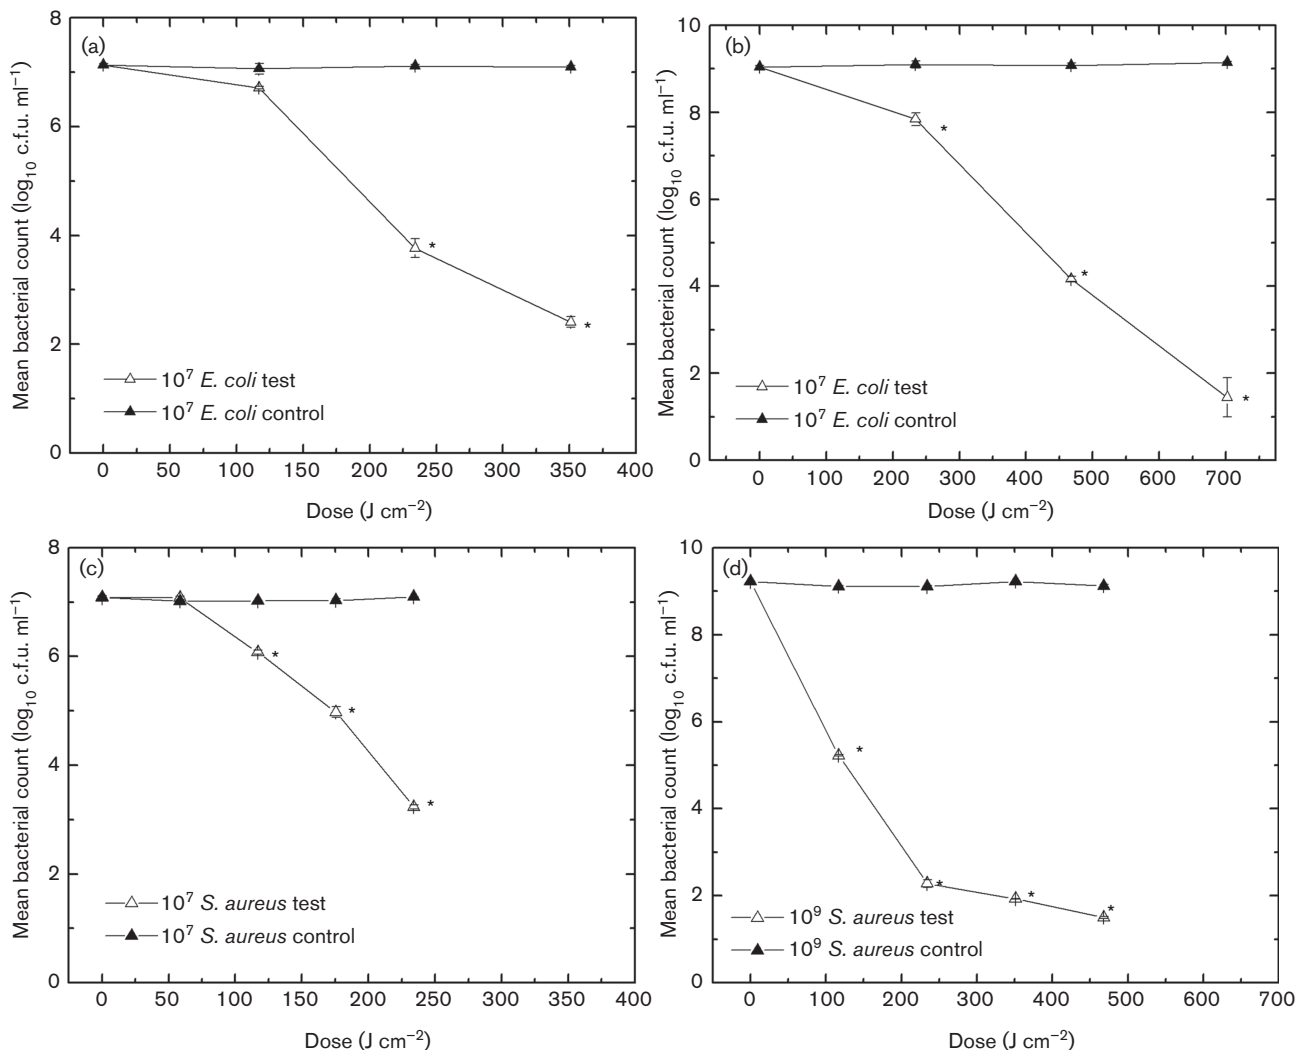 (a)
8
6
4
2
0
Mean bacterial count (log₁₀ c.f.u. ml⁻¹)
*
*
10⁷ E. coli test
10⁷ E. coli control
0 50 100 150 200 250 300 350 400
Dose (J cm⁻²)
(b)
10
8
6
4
2
0
Mean bacterial count (log₁₀ c.f.u. ml⁻¹)
*
*
*
10⁷ E. coli test
10⁷ E. coli control
0 100 200 300 400 500 600 700
Dose (J cm⁻²)
(c)
8
6
4
2
0
Mean bacterial count (log₁₀ c.f.u. ml⁻¹)
*
*
*
10⁷ S. aureus test
10⁷ S. aureus control
0 50 100 150 200 250 300 350 400
Dose (J cm⁻²)
(d)
10
8
6
4
2
0
Mean bacterial count (log₁₀ c.f.u. ml⁻¹)
*
*
*
*
10⁹ S. aureus test
10⁹ S. aureus control
0 100 200 300 400 500 600 700
Dose (J cm⁻²)